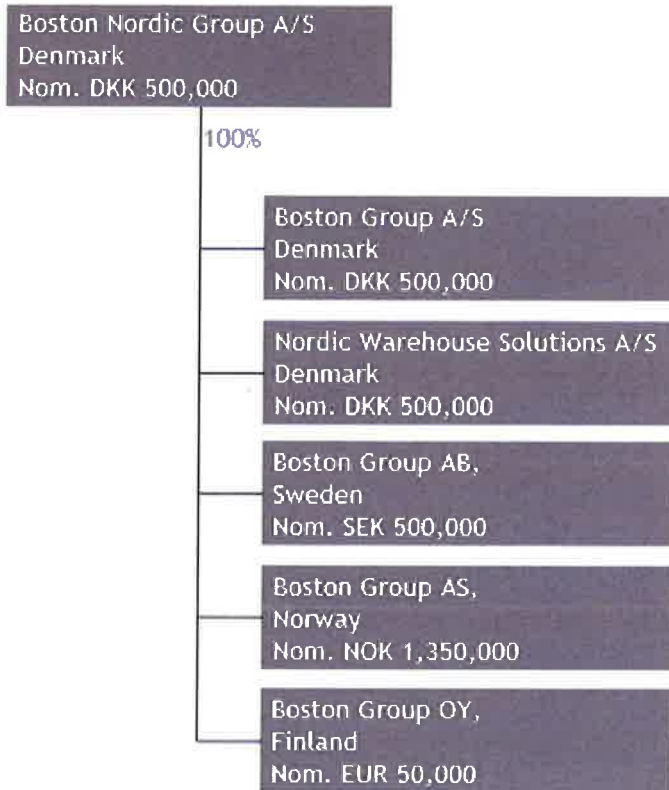 Boston Nordic Group A/S
Denmark
Nom. DKK 500,000
100%
Boston Group A/S
Denmark
Nom. DKK 500,000
Nordic Warehouse Solutions A/S
Denmark
Nom. DKK 500,000
Boston Group AB,
Sweden
Nom. SEK 500,000
Boston Group AS,
Norway
Nom. NOK 1,350,000
Boston Group OY,
Finland
Nom. EUR 50,000